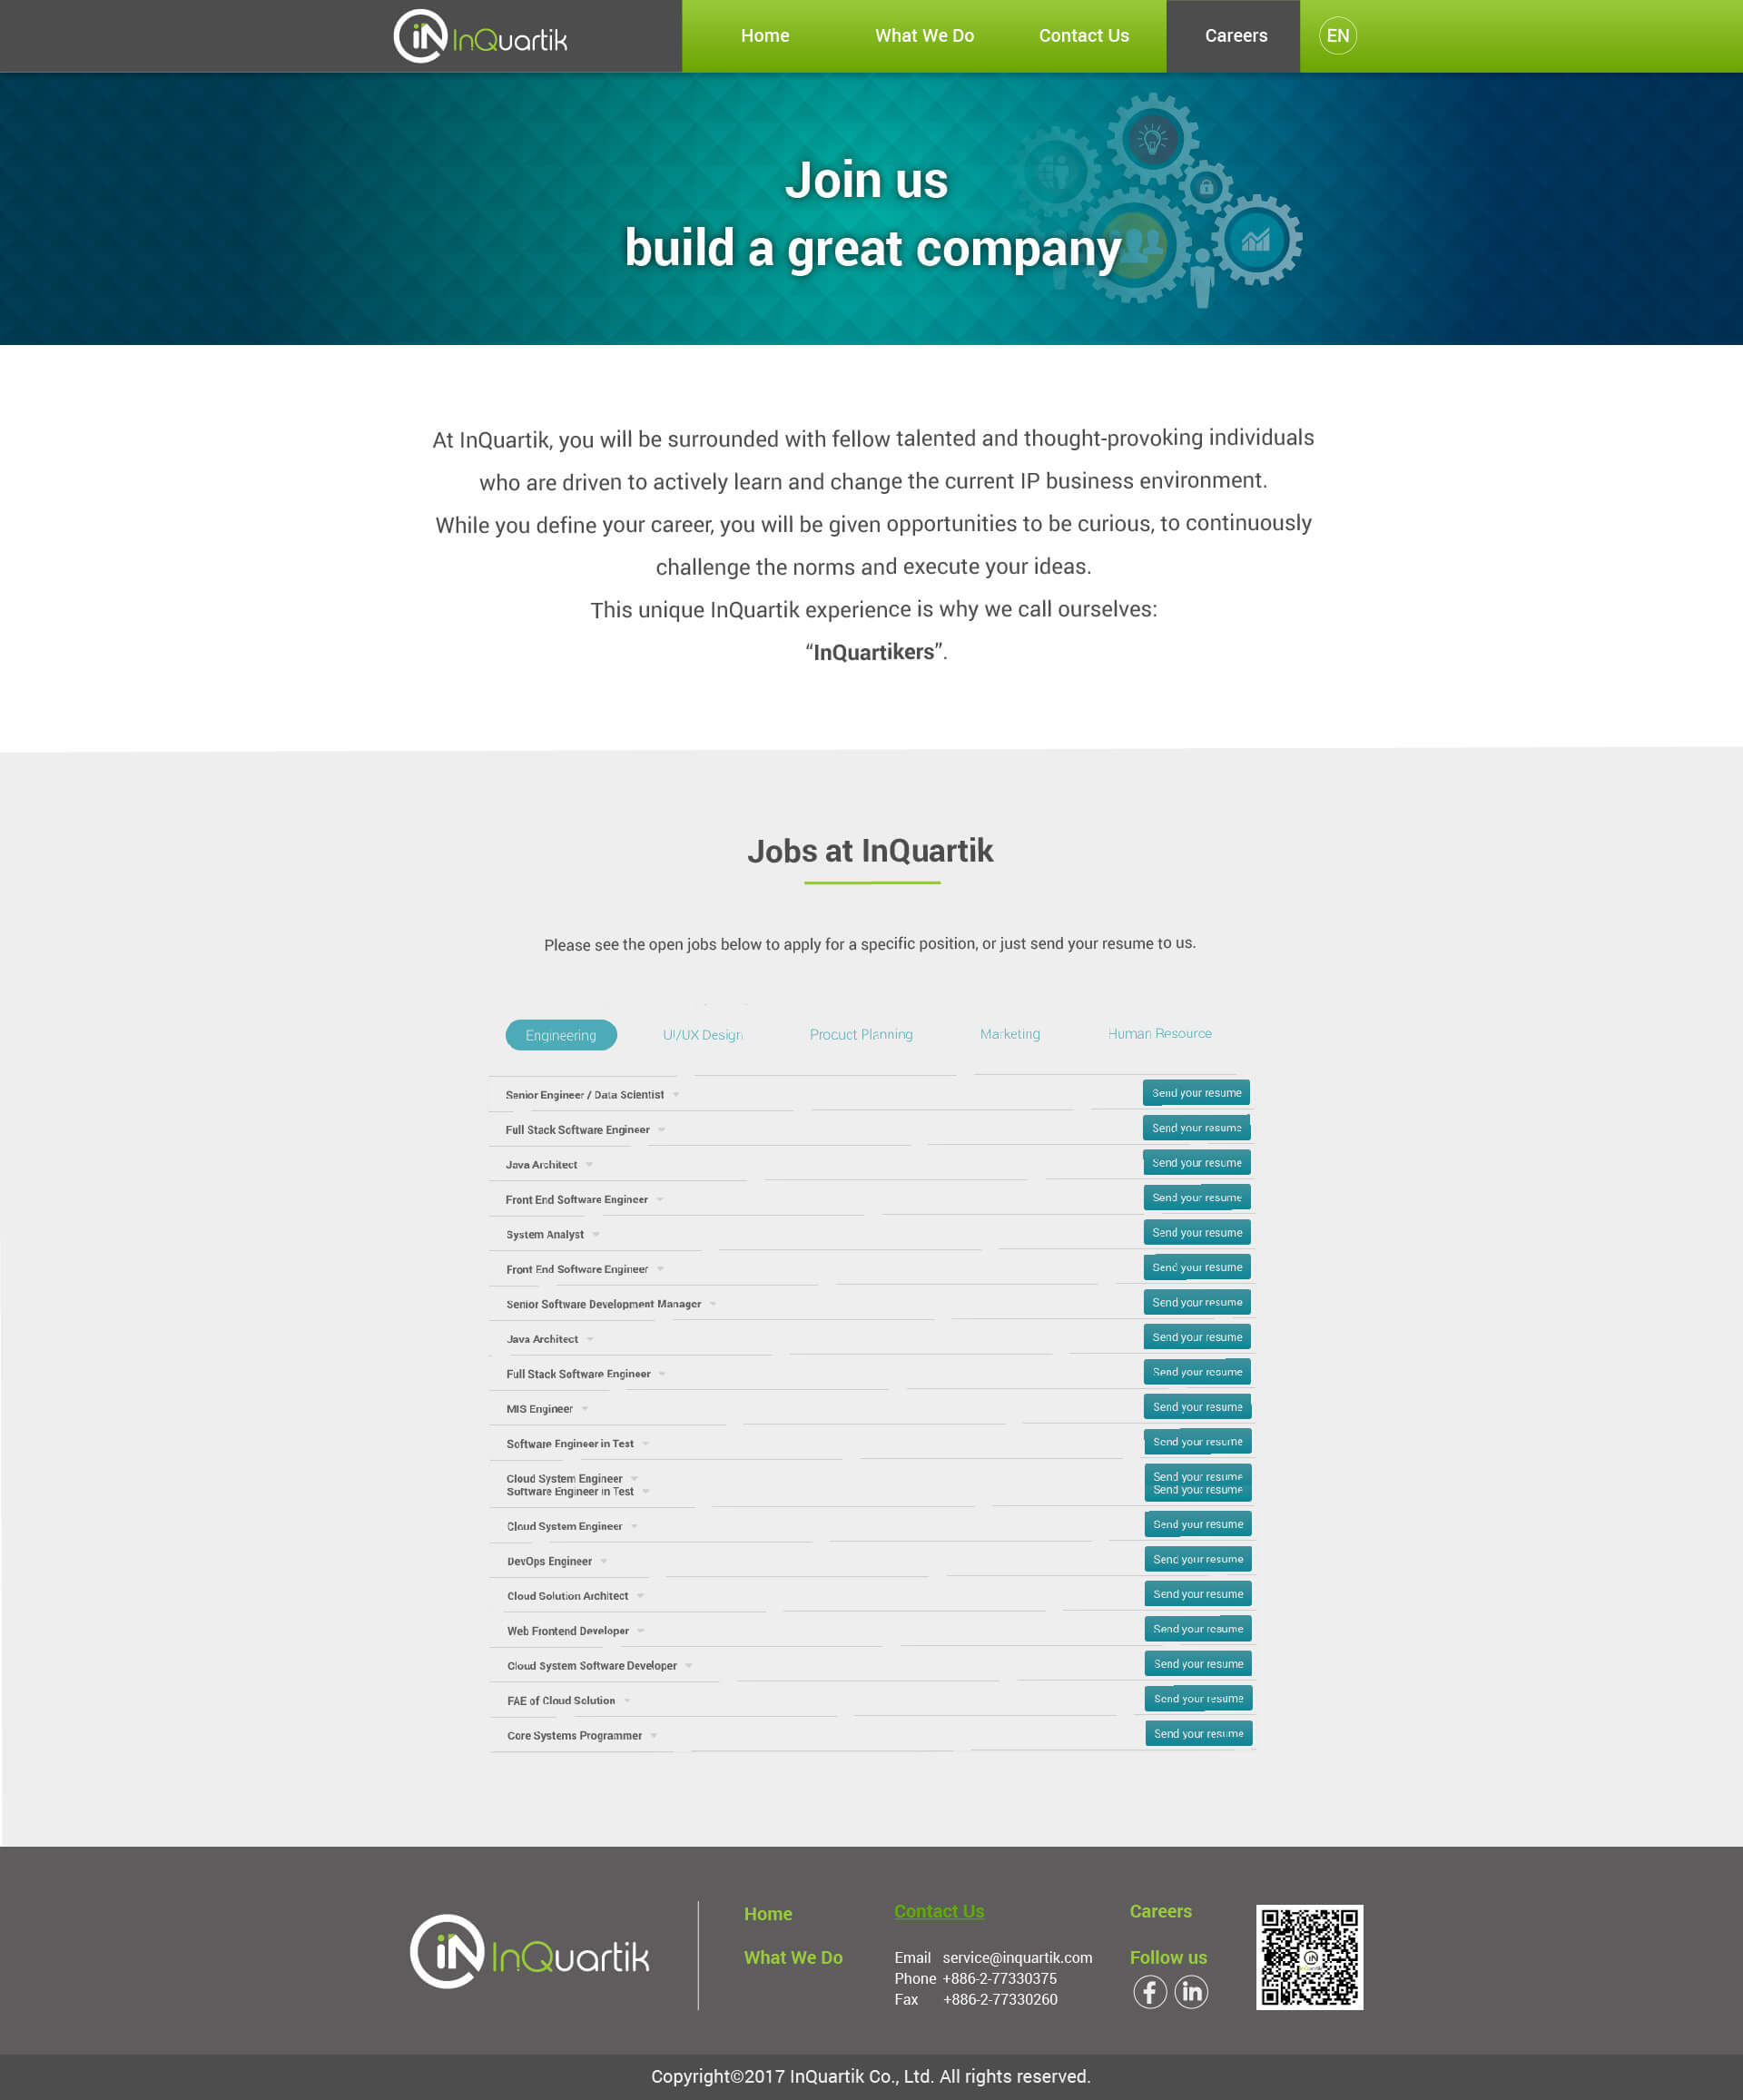 iN InQuartik
Home What We Do Contact Us Careers EN
Join us
build a great company
At InQuartik, you will be surrounded with fellow talented and thought-provoking individuals
who are driven to actively learn and change the current IP business environment.
While you define your career, you will be given opportunities to be curious, to continuously
challenge the norms and execute your ideas.
This unique InQuartik experience is why we call ourselves:
“InQuartikers”.
Jobs at InQuartik
Please see the open jobs below to apply for a specific position, or just send your resume to us.
Engineering UI/UX Design Procuct Planning Marketing Human Resource
Senior Engineer / Data Scientist Send your resume
Full Stack Software Engineer Send your resume
Java Architect Send your resume
Front End Software Engineer Send your resume
System Analyst Send your resume
Front End Software Engineer Send your resume
Senior Software Development Manager Send your resume
Java Architect Send your resume
Full Stack Software Engineer Send your resume
MIS Engineer Send your resume
Software Engineer in Test Send your resume
Cloud System Engineer Send your resume
Software Engineer in Test Send your resume
Cloud System Engineer Send your resume
DevOps Engineer Send your resume
Cloud Solution Architect Send your resume
Web Frontend Developer Send your resume
Cloud System Software Developer Send your resume
FAE of Cloud Solution Send your resume
Core Systems Programmer Send your resume
iN InQuartik
Home
What We Do
Contact Us
Email service@inquartik.com
Phone +886-2-77330375
Fax +886-2-77330260
Careers
Follow us
f in
Copyright©2017 InQuartik Co., Ltd. All rights reserved.